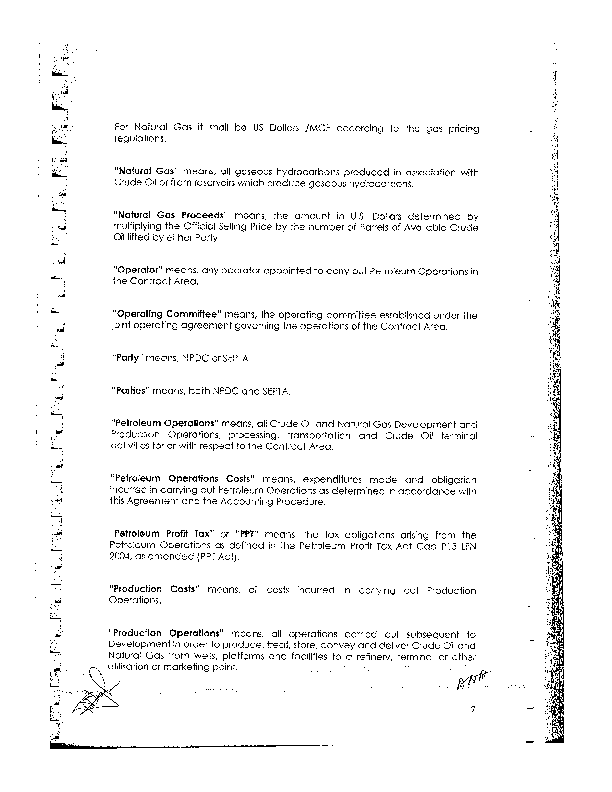 For Natural Gas it shall be US Dollars /MCF according to the gas pricing
regulations.
"Natural Gas" means, all gaseous hydrocarbons produced in association with
Crude Oil or from reservoirs which produce gaseous hydrocarbons.
"Natural Gas Proceeds" means, the amount in U.S. Dollars determined by
multiplying the Official Selling Price by the number of Barrels of Available Crude
Oil lifted by either Party
"Operator" means, any operator appointed to carry out Petroleum Operations in
the Contract Area.
"Operating Committee" means, the operating committee established under the
joint operating agreement governing the operations of the Contract Area.
"Party" means, NPDC or SEPTA
"Parties" means, both NPDC and SEPTA.
"Petroleum Operations" means, all Crude Oil and Natural Gas Development and
Production Operations, processing, transportation and Crude Oil terminal
activities for or with respect to the Contract Area.
"Petroleum Operations Costs" means, expenditures made and obligation
incurred in carrying out Petroleum Operations as determined in accordance with
this Agreement and the Accounting Procedure.
"Petroleum Profit Tax" or "PPT" means the tax obligations arising from the
Petroleum Operations as defined in the Petroleum Profit Tax Act Cap P13 LFN
2004, as amended (PPT Act).
"Production Costs" means, all costs incurred in carrying out Production
Operations.
"Production Operations" means, all operations carried out subsequent to
Development in order to produce, treat, store, convey and deliver Crude Oil and
Natural Gas from wells, platforms and facilities to a refinery, terminal or other
utilisation or marketing point.
7